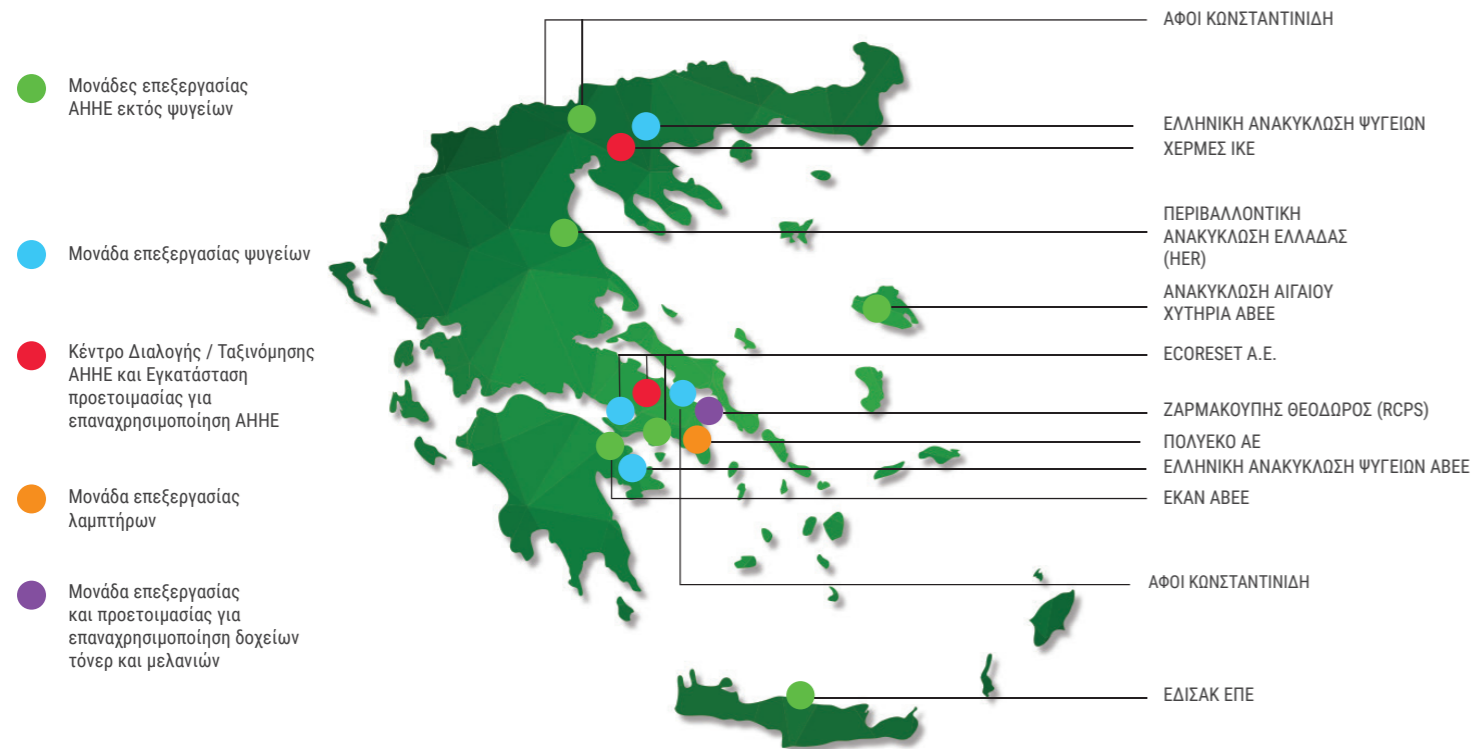 Μονάδες επεξεργασίας
ΑΗΗΕ εκτός ψυγείων
Μονάδα επεξεργασίας ψυγείων
Κέντρο Διαλογής / Ταξινόμησης
ΑΗΗΕ και Εγκατάσταση
προετοιμασίας για
επαναχρησιμοποίηση ΑΗΗΕ
Μονάδα επεξεργασίας
λαμπτήρων
Μονάδα επεξεργασίας
και προετοιμασίας για
επαναχρησιμοποίηση δοχείων
τόνερ και μελανιών
ΑΦΟΙ ΚΩΝΣΤΑΝΤΙΝΙΔΗ
ΕΛΛΗΝΙΚΗ ΑΝΑΚΥΚΛΩΣΗ ΨΥΓΕΙΩΝ
ΧΕΡΜΕΣ ΙΚΕ
ΠΕΡΙΒΑΛΛΟΝΤΙΚΗ
ΑΝΑΚΥΚΛΩΣΗ ΕΛΛΑΔΑΣ
(HER)
ΑΝΑΚΥΚΛΩΣΗ ΑΙΓΑΙΟΥ
ΧΥΤΗΡΙΑ ΑΒΕΕ
ECORESET A.E.
ΖΑΡΜΑΚΟΥΠΗΣ ΘΕΟΔΩΡΟΣ (RCPS)
ΠΟΛΥΕΚΟ ΑΕ
ΕΛΛΗΝΙΚΗ ΑΝΑΚΥΚΛΩΣΗ ΨΥΓΕΙΩΝ ΑΒΕΕ
ΕΚΑΝ ΑΒΕΕ
ΑΦΟΙ ΚΩΝΣΤΑΝΤΙΝΙΔΗ
ΕΔΙΣΑΚ ΕΠΕ